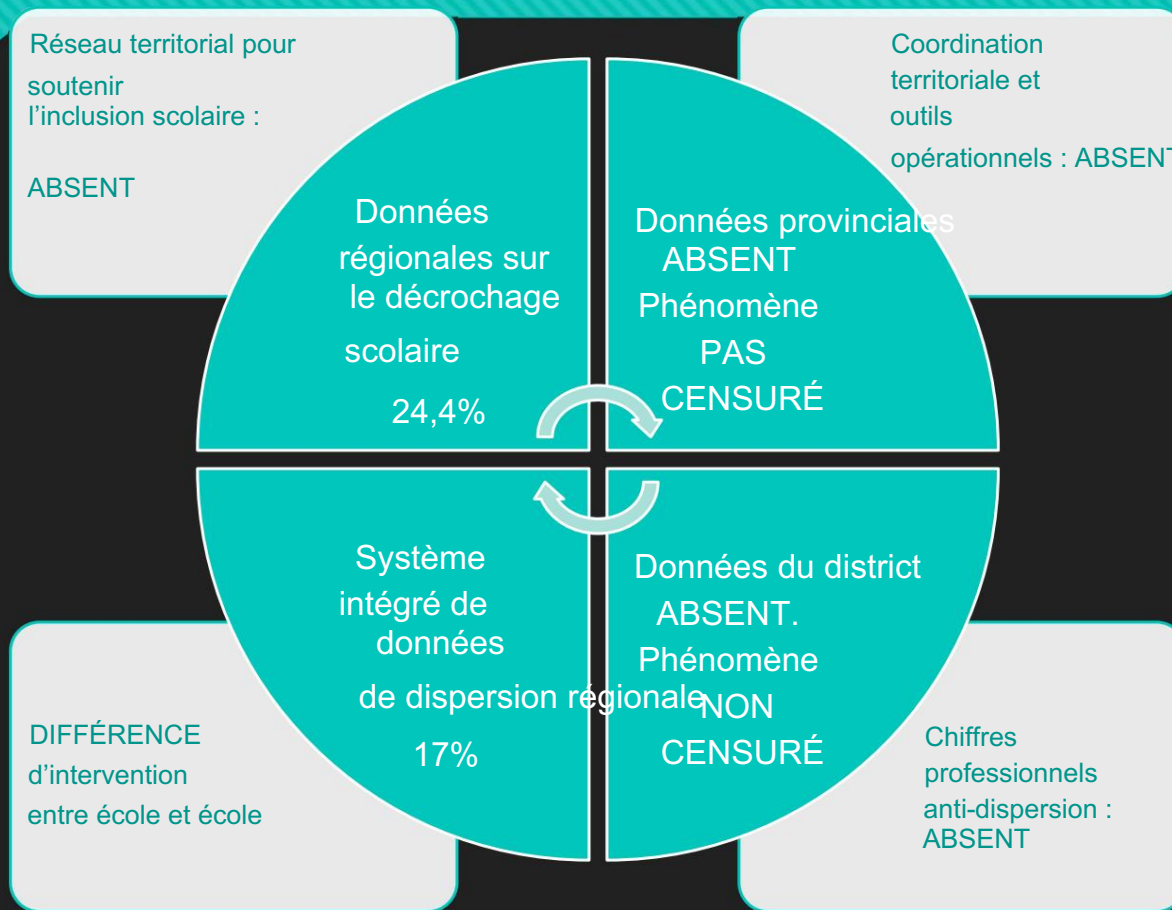 Réseau territorial pour
soutenir
l’inclusion scolaire :
ABSENT
Coordination
territoriale et
outils
opérationnels : ABSENT
Données
régionales sur
le décrochage
scolaire
24,4%
Données provinciales
ABSENT
Phénomène
PAS
CENSURÉ
Système
intégré de
données
de dispersion régionale
17%
Données du district
ABSENT.
Phénomène
NON
CENSURÉ
DIFFÉRENCE
d’intervention
entre école et école
Chiffres
professionnels
anti-dispersion :
ABSENT